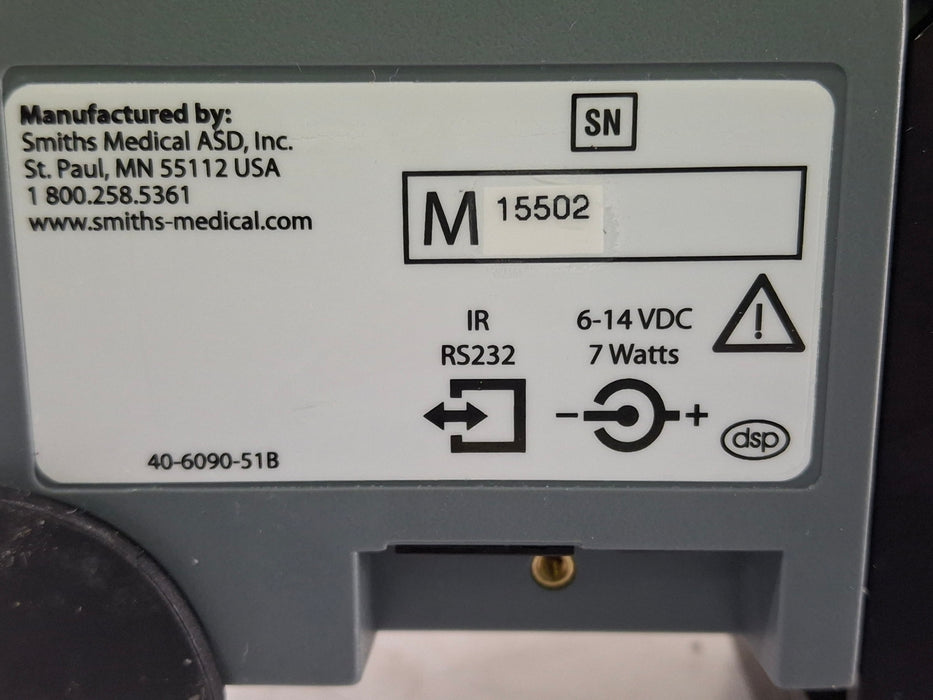 Manufactured by:
Smiths Medical ASD, Inc.
St. Paul, MN 55112 USA
1 800.258.5361
www.smiths-medical.com
SN
M 15502
IR
RS232
6-14 VDC
7 Watts
!
- +
dsp
40-6090-51B